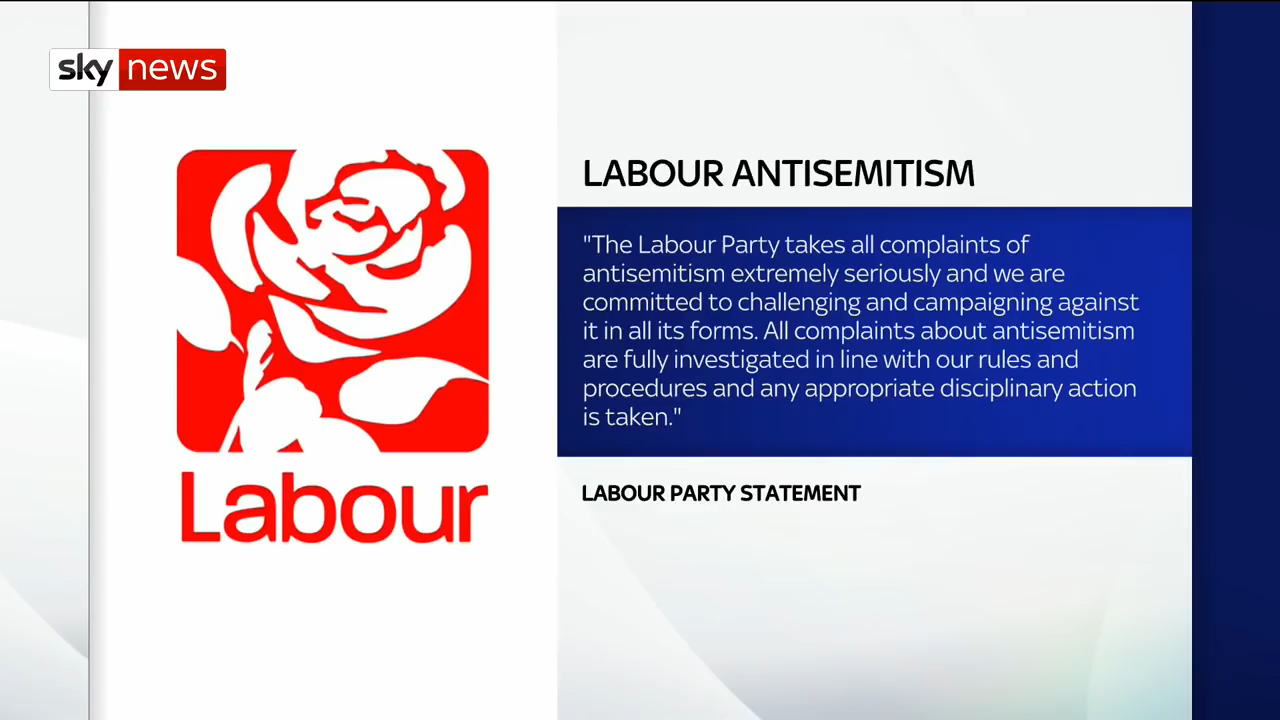 sky news
LABOUR ANTISEMITISM
"The Labour Party takes all complaints of
antisemitism extremely seriously and we are
committed to challenging and campaigning against
it in all its forms. All complaints about antisemitism
are fully investigated in line with our rules and
procedures and any appropriate disciplinary action
is taken."
LABOUR PARTY STATEMENT
Labour